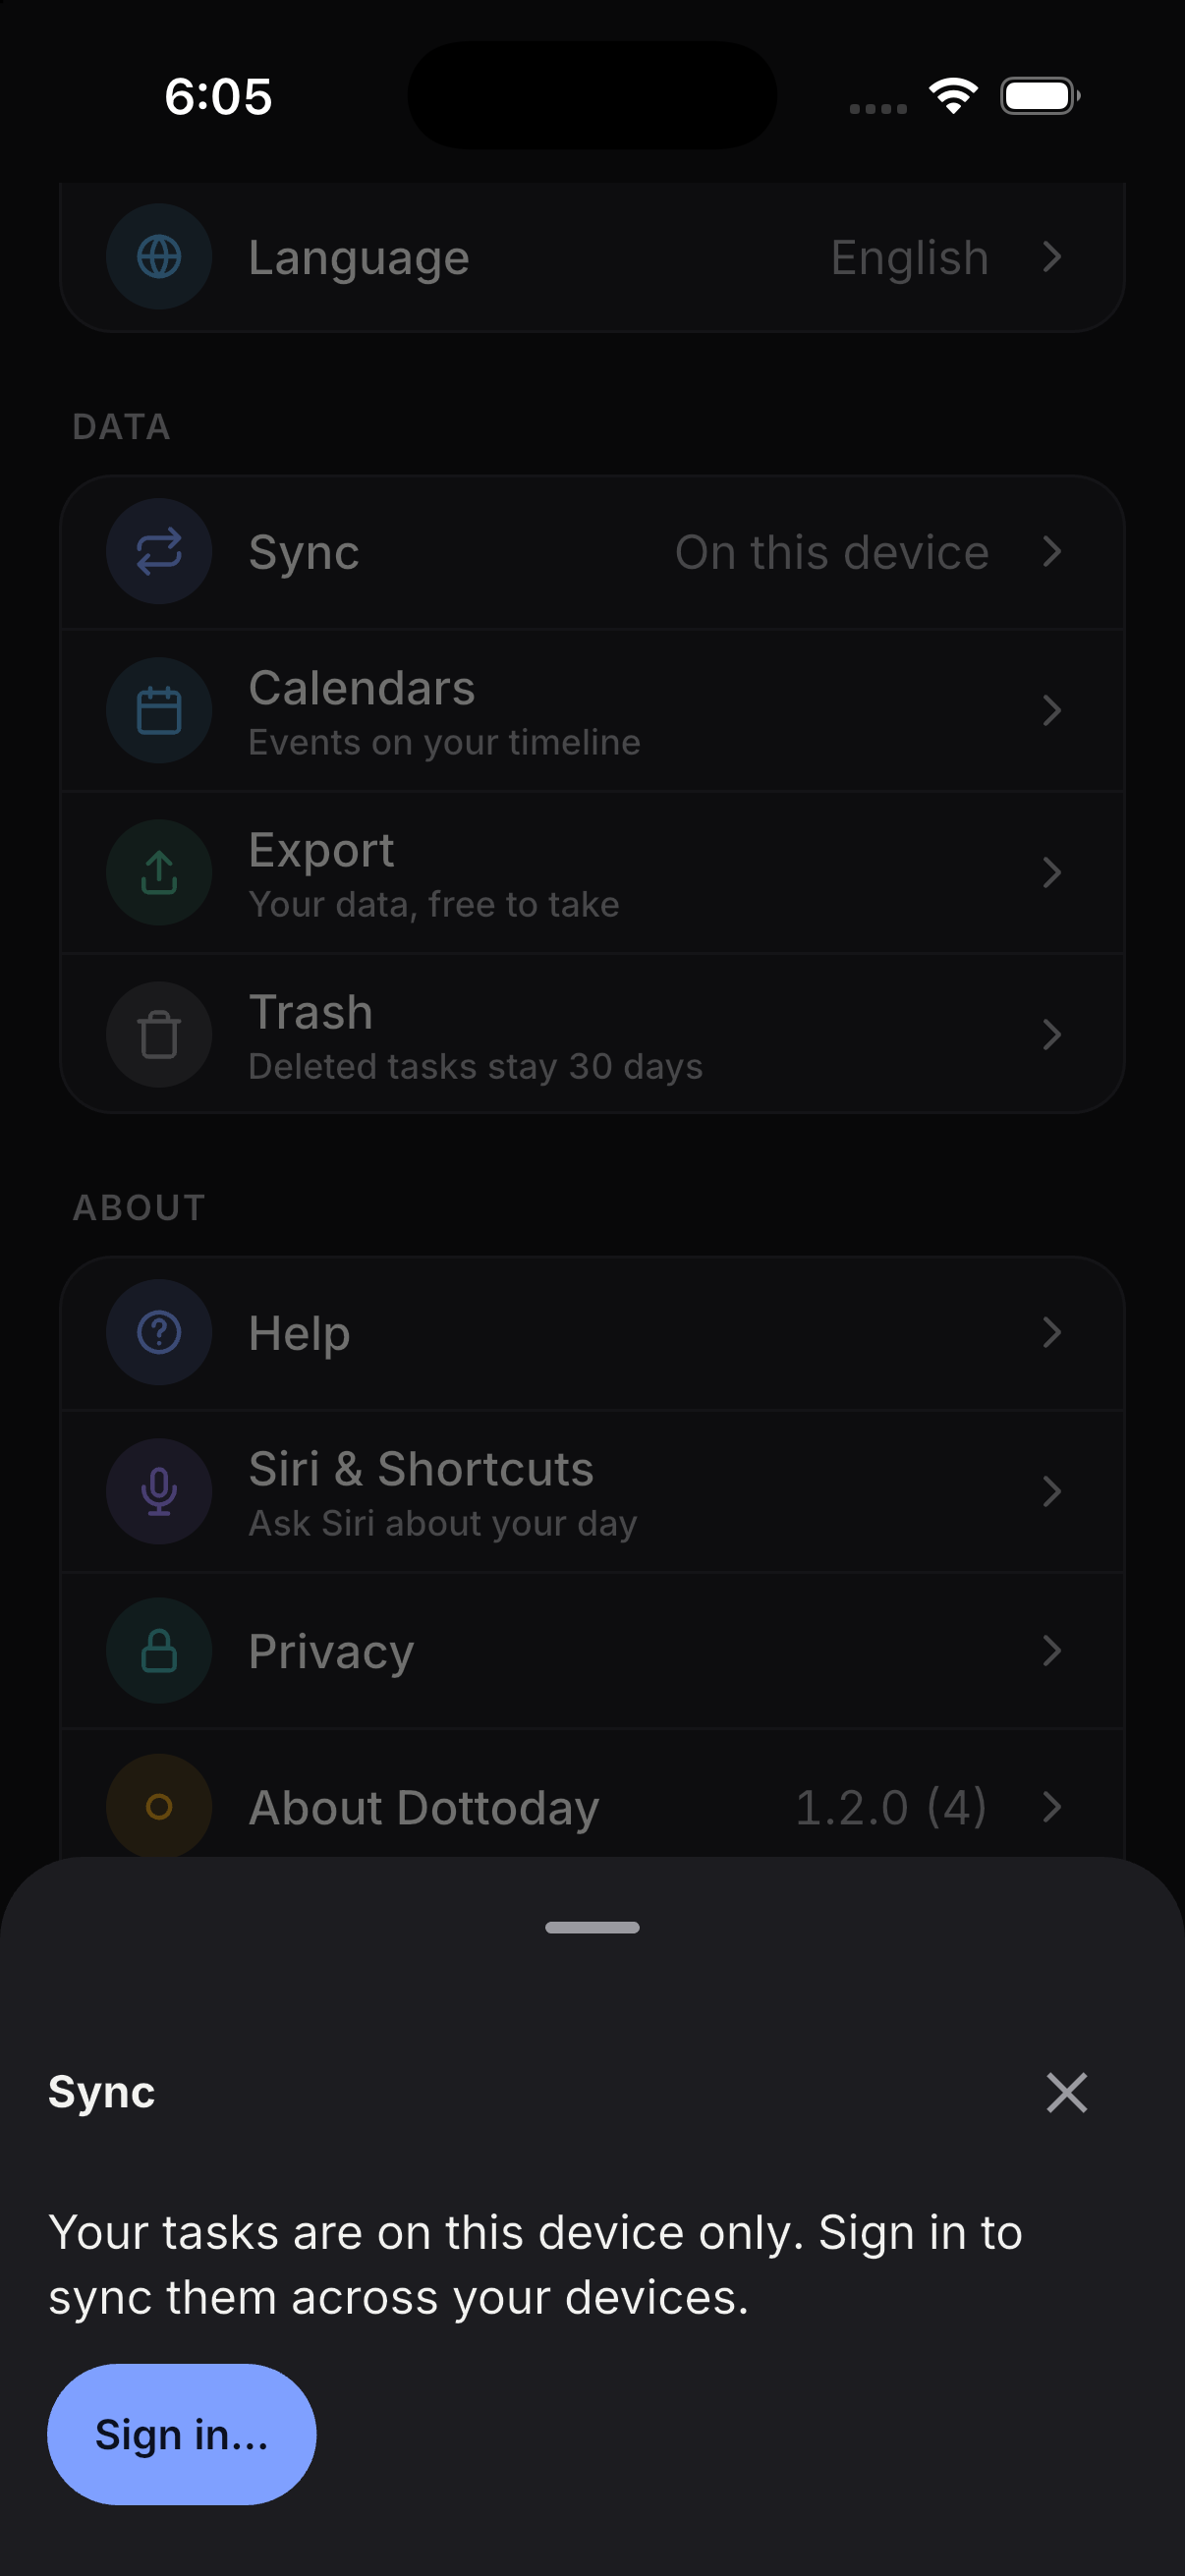 6:05
Language English
DATA
Sync On this device
Calendars
Events on your timeline
Export
Your data, free to take
Trash
Deleted tasks stay 30 days
ABOUT
Help
Siri & Shortcuts
Ask Siri about your day
Privacy
About Dottoday 1.2.0 (4)
Sync
Your tasks are on this device only. Sign in to
sync them across your devices.
Sign in...